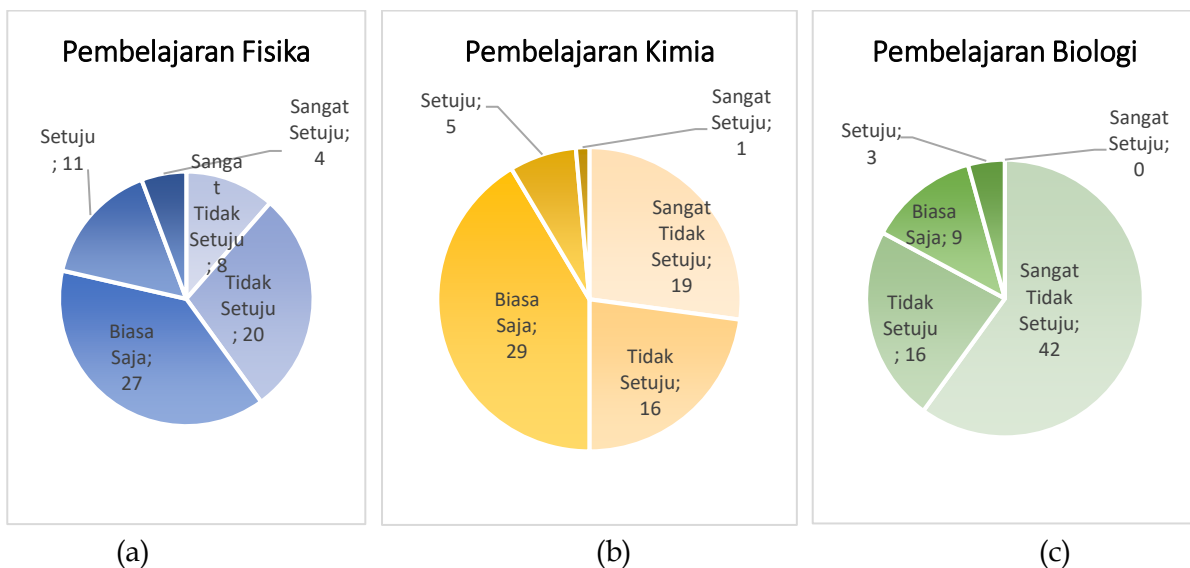 Pembelajaran Fisika
Setuju
; 11
Sangat
Setuju;
4
Sanga
t
Tidak
Setuju
; 8
Tidak
Setuju
; 20
Biasa
Saja;
27
(a)
Pembelajaran Kimia
Setuju;
5
Sangat
Setuju;
1
Sangat
Tidak
Setuju;
19
Biasa
Saja;
29
Tidak
Setuju;
16
(b)
Pembelajaran Biologi
Setuju;
3
Sangat
Setuju;
0
Biasa
Saja; 9
Sangat
Tidak
Setuju;
42
Tidak
Setuju
; 16
(c)